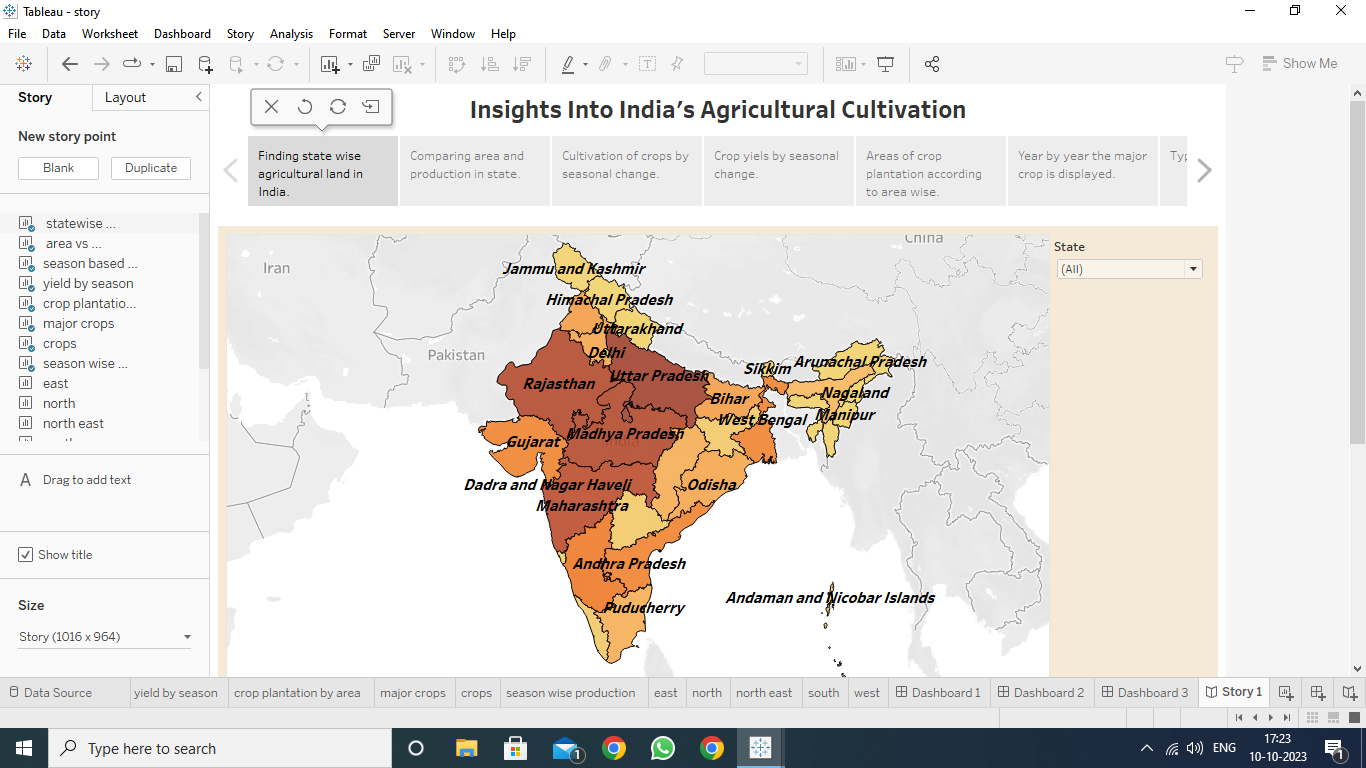 Tableau - story
File Data Worksheet Dashboard Story Analysis Format Server Window Help
Show Me
Story Layout
New story point
Blank Duplicate
statewise ...
area vs ...
season based ...
yield by season
crop plantatio...
major crops
crops
season wise ...
east
north
north east
A Drag to add text
Show title
Size
Story (1016 x 964)
Insights Into India's Agricultural Cultivation
Finding state wise
agricultural land in
India.
Comparing area and
production in state.
Cultivation of crops by
seasonal change.
Crop yiels by seasonal
change.
Areas of crop
plantation according
to area wise.
Year by year the major
crop is displayed.
China
Iran
Pakistan
India
Jammu and Kashmir
Himachal Pradesh
Uttarakhand
Delhi
Sikkim
Arunachal Pradesh
Rajasthan
Uttar Pradesh
Bihar
Nagaland
West Bengal
Manipur
Gujarat
Madhya Pradesh
Dadra and Nagar Haveli
Odisha
Maharashtra
Andhra Pradesh
Puducherry
Andaman and Nicobar Islands
State
(All)
Data Source yield by season crop plantation by area major crops crops season wise production east north north east south west Dashboard 1 Dashboard 2 Dashboard 3 Story 1
Type here to search
1
ENG
17:23
10-10-2023
1